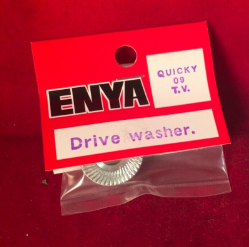 ENYA
QUICKY
09
T.V.
Drive washer.